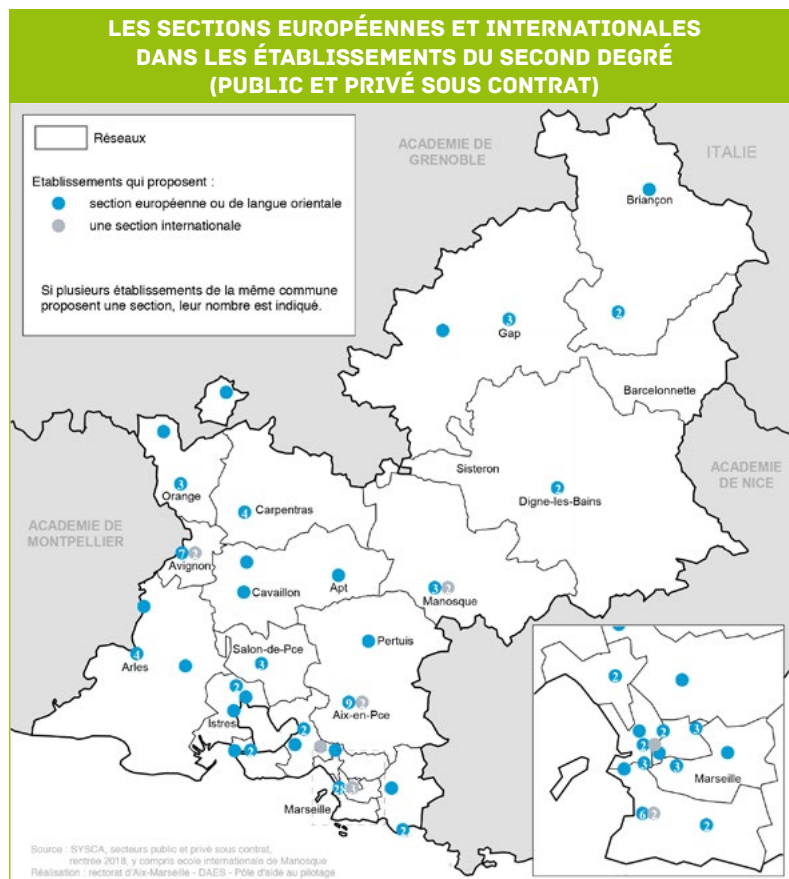 LES SECTIONS EUROPÉENNES ET INTERNATIONALES
DANS LES ÉTABLISSEMENTS DU SECOND DEGRÉ
(PUBLIC ET PRIVÉ SOUS CONTRAT)
Réseaux
Etablissements qui proposent :
section européenne ou de langue orientale
une section internationale
Si plusieurs établissements de la même commune
proposent une section, leur nombre est indiqué.
ACADEMIE DE
GRENOBLE
ITALIE
Briançon
2
3
Gap
Barcelonnette
Sisteron
ACADEMIE
DE NICE
2
Digne-les-Bains
3
Orange
4 Carpentras
ACADEMIE DE
MONTPELLIER
7 2
Avignon
Cavaillon
Apt
3 2
Manosque
4
Arles
Salon-de-Pce
3
Pertuis
2
Istres
9 2
Aix-en-Pce
2
2
28 3
Marseille
2
2
2
3
2
3
3
Marseille
6 2
2
Source : SYSCA, secteurs public et privé sous contrat,
rentrée 2018, y compris ecole internationale de Manosque
Réalisation : rectorat d'Aix-Marseille - DAES - Pôle d'aide au pilotage